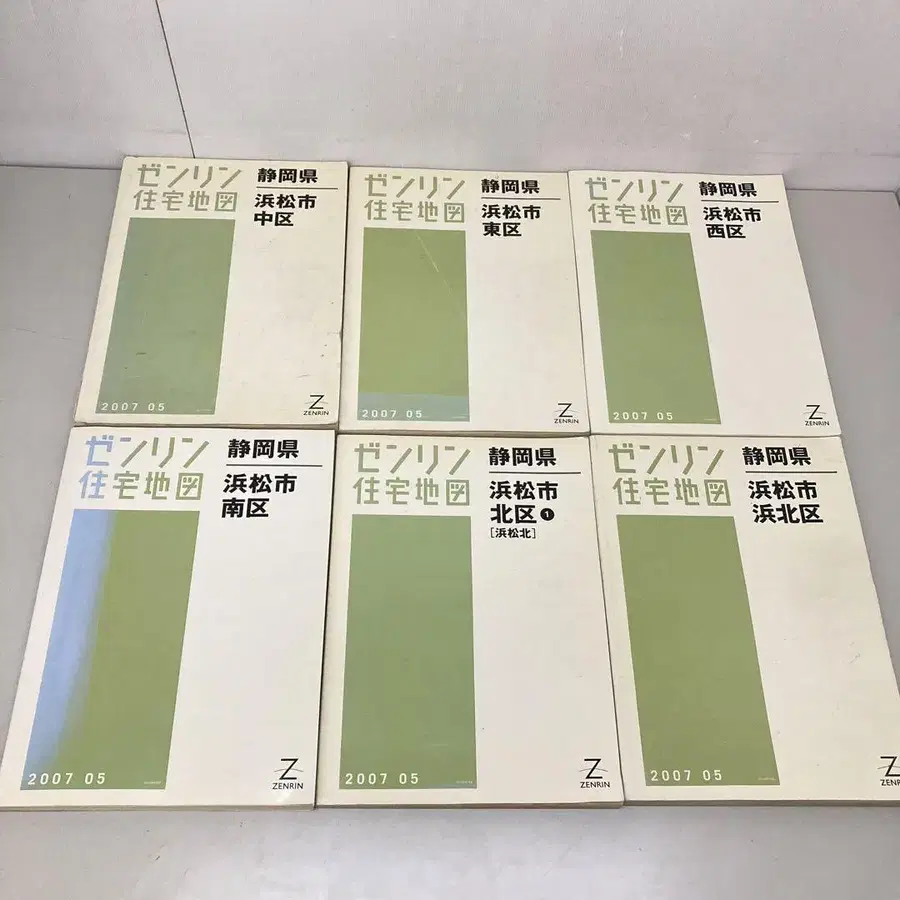 ゼンリン
住宅地図
静岡県
浜松市
中区
2007 05
ZENRIN
ゼンリン
住宅地図
静岡県
浜松市
東区
2007 05
ZENRIN
ゼンリン
住宅地図
静岡県
浜松市
西区
2007 05
ZENRIN
ゼンリン
住宅地図
静岡県
浜松市
南区
2007 05
ZENRIN
ゼンリン
住宅地図
静岡県
浜松市
北区❶
[浜松北]
2007 05
ZENRIN
ゼンリン
住宅地図
静岡県
浜松市
浜北区
2007 05
ZENRIN